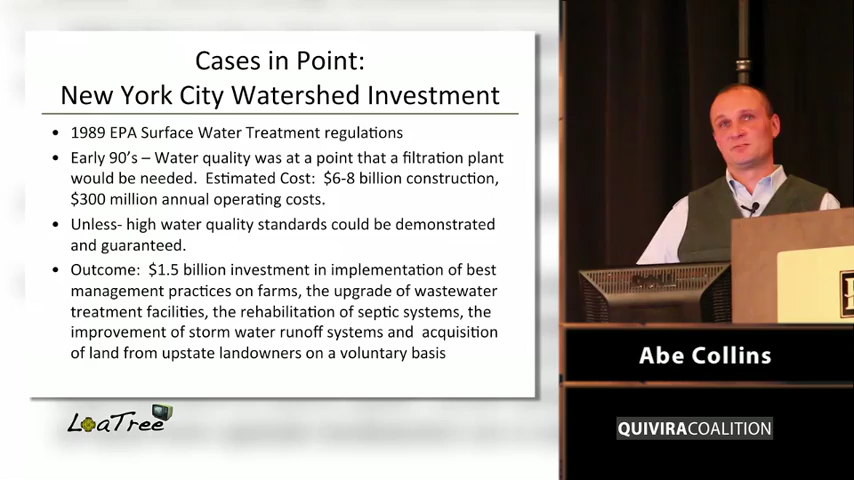 Cases in Point:
New York City Watershed Investment
• 1989 EPA Surface Water Treatment regulations
• Early 90's – Water quality was at a point that a filtration plant
would be needed. Estimated Cost: $6-8 billion construction,
$300 million annual operating costs.
• Unless- high water quality standards could be demonstrated
and guaranteed.
• Outcome: $1.5 billion investment in implementation of best
management practices on farms, the upgrade of wastewater
treatment facilities, the rehabilitation of septic systems, the
improvement of storm water runoff systems and acquisition
of land from upstate landowners on a voluntary basis
LoaTree
DELL
Abe Collins
QUIVIRACOALITION